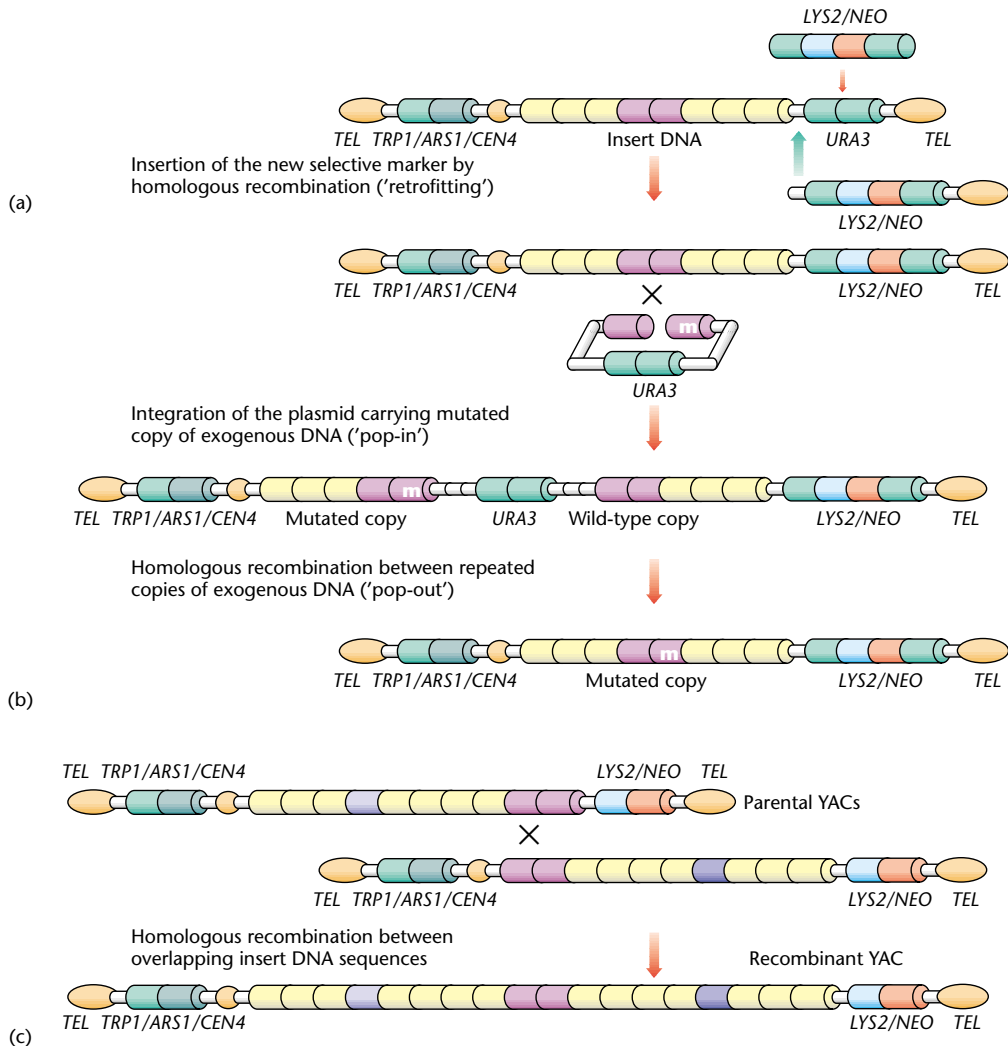 LYS2/NEO
TEL TRP1/ARS1/CEN4 Insert DNA URA3 TEL
Insertion of the new selective marker by
homologous recombination ('retrofitting')
(a)
LYS2/NEO
TEL TRP1/ARS1/CEN4 LYS2/NEO TEL
m
URA3
Integration of the plasmid carrying mutated
copy of exogenous DNA ('pop-in')
m
TEL TRP1/ARS1/CEN4 Mutated copy URA3 Wild-type copy LYS2/NEO TEL
Homologous recombination between repeated
copies of exogenous DNA ('pop-out')
m
TEL TRP1/ARS1/CEN4 Mutated copy LYS2/NEO TEL
(b)
TEL TRP1/ARS1/CEN4 LYS2/NEO TEL
Parental YACs
TEL TRP1/ARS1/CEN4 LYS2/NEO TEL
Homologous recombination between
overlapping insert DNA sequences
Recombinant YAC
TEL TRP1/ARS1/CEN4 LYS2/NEO TEL
(c)